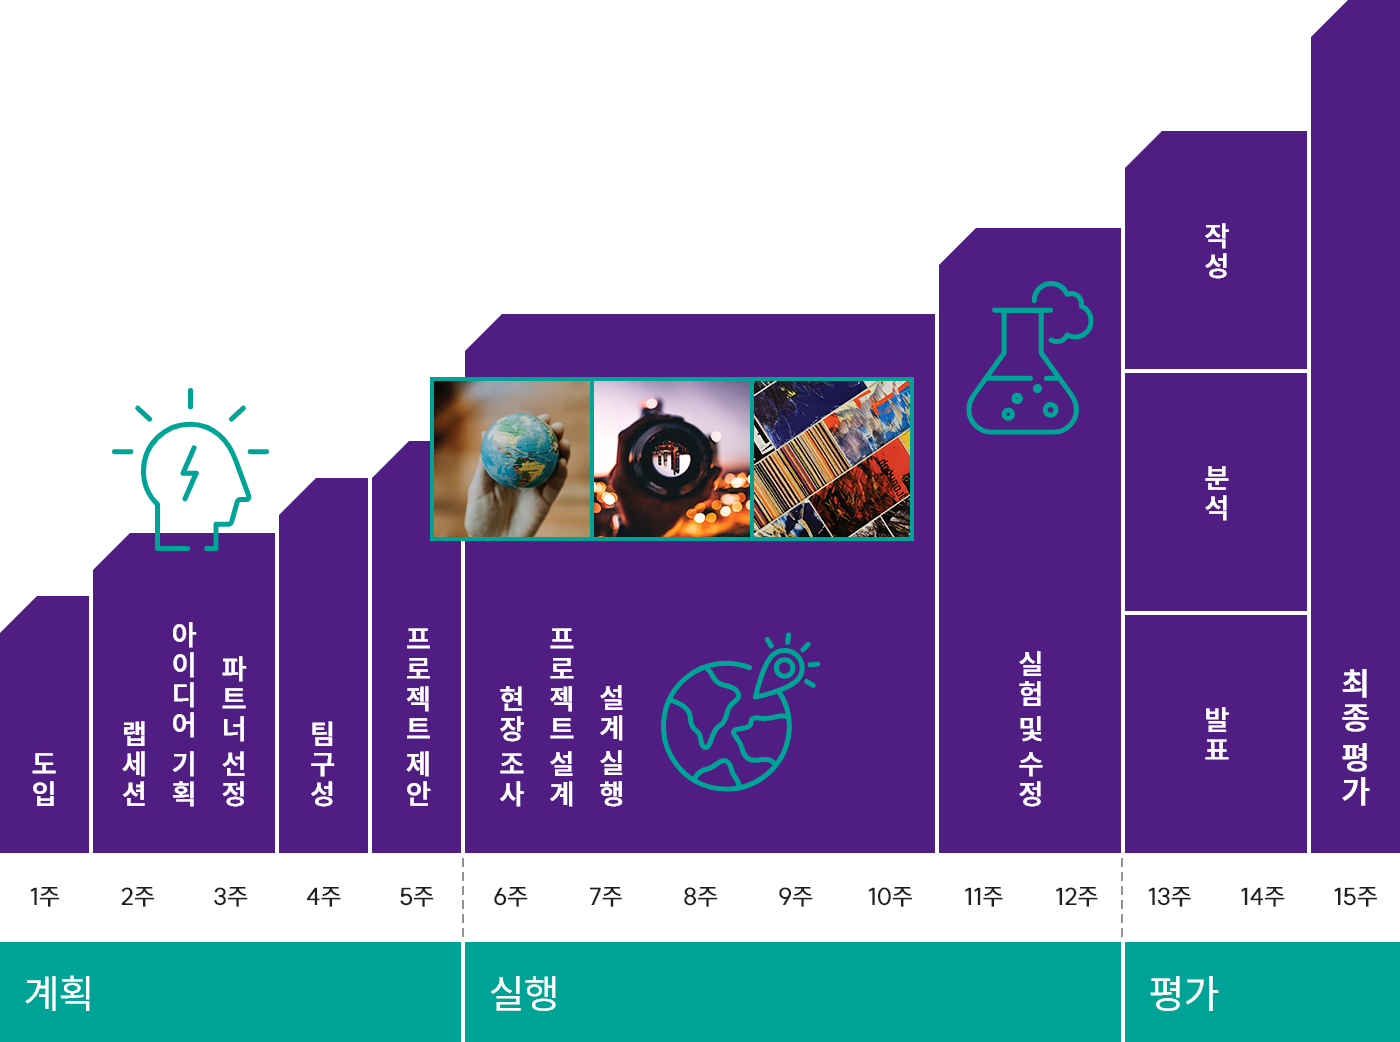 도입
랩세션
아이디어 기획
파트너 선정
팀구성
프로젝트 제안
현장 조사
프로젝트 설계
설계 실행
실험 및 수정
작성
분석
발표
최종 평가
1주 2주 3주 4주 5주 6주 7주 8주 9주 10주 11주 12주 13주 14주 15주
계획 실행 평가